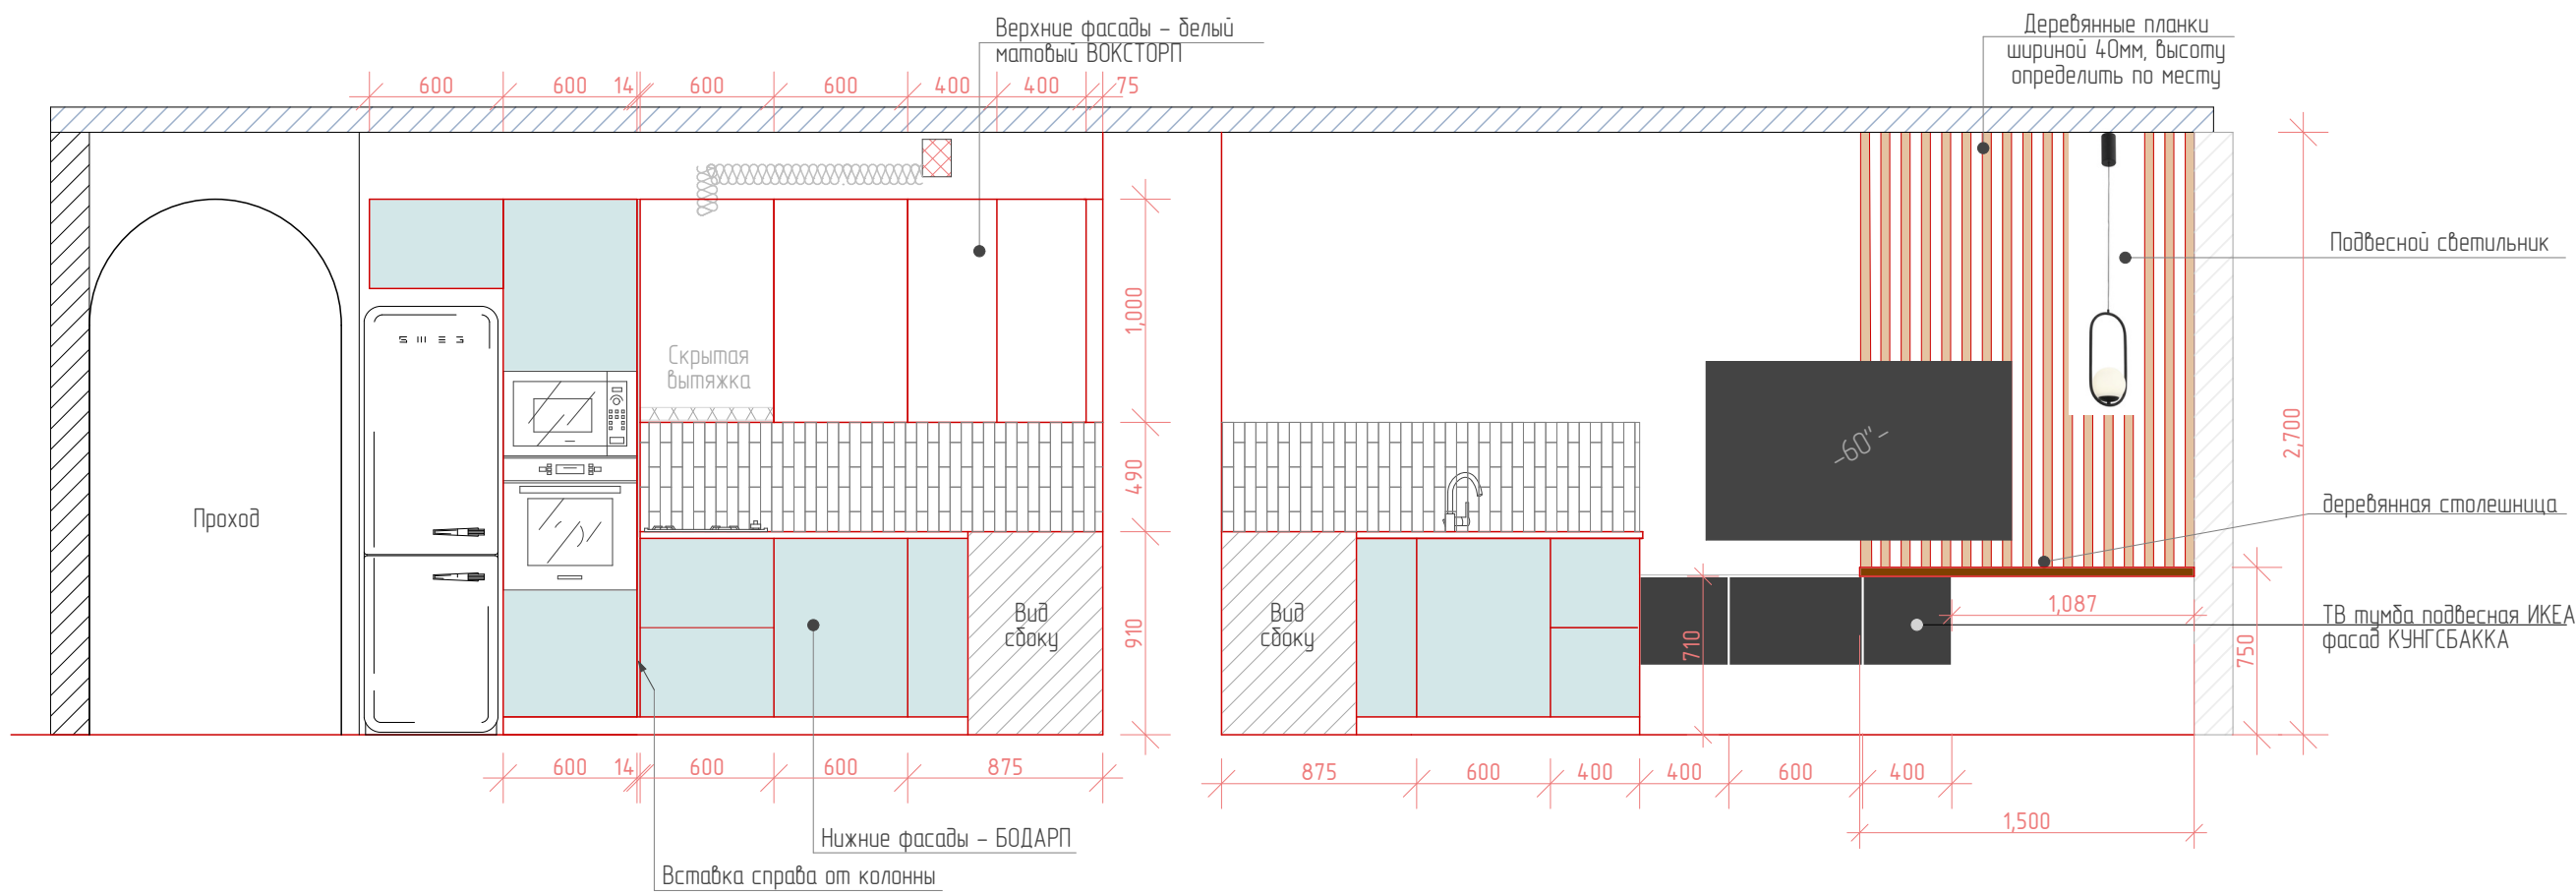 Верхние фасады – белый
матовый ВОКСТОРП
Деревянные планки
шириной 40мм, высоту
определить по месту
600
600
14
600
600
400
400
75
Подвесной светильник
1,000
SMEG
Скрытая
вытяжка
2,700
-60"-
490
Проход
деревянная столешница
Вид
сбоку
Вид
сбоку
910
710
1,087
750
ТВ тумба подвесная ИКЕА
фасад КУНГСБАККА
600
14
600
600
875
875
600
400
400
600
400
1,500
Нижние фасады – БОДАРП
Вставка справа от колонны